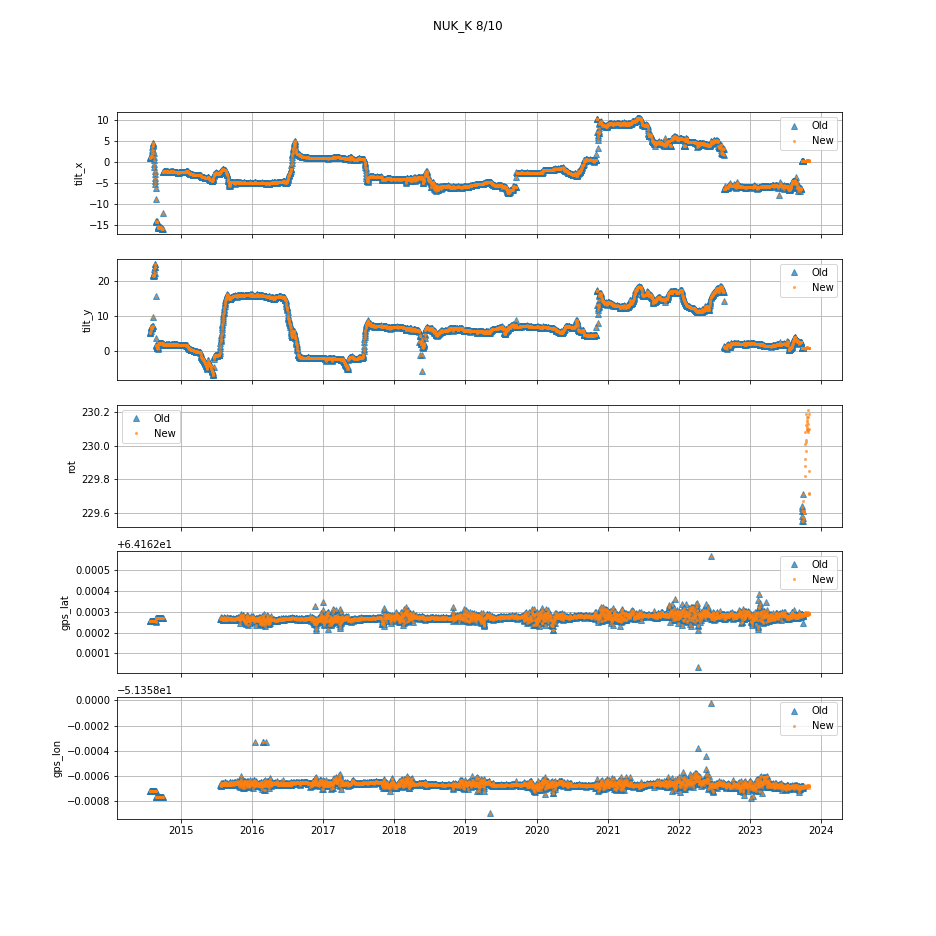 NUK_K 8/10
tilt_x
10
5
0
−5
−10
−15
Old
New
tilt_y
20
10
0
Old
New
rot
230.2
230.0
229.8
229.6
Old
New
+6.4162e1
gps_lat
0.0005
0.0004
0.0003
0.0002
0.0001
Old
New
−5.1358e1
gps_lon
0.0000
−0.0002
−0.0004
−0.0006
−0.0008
Old
New
2015 2016 2017 2018 2019 2020 2021 2022 2023 2024